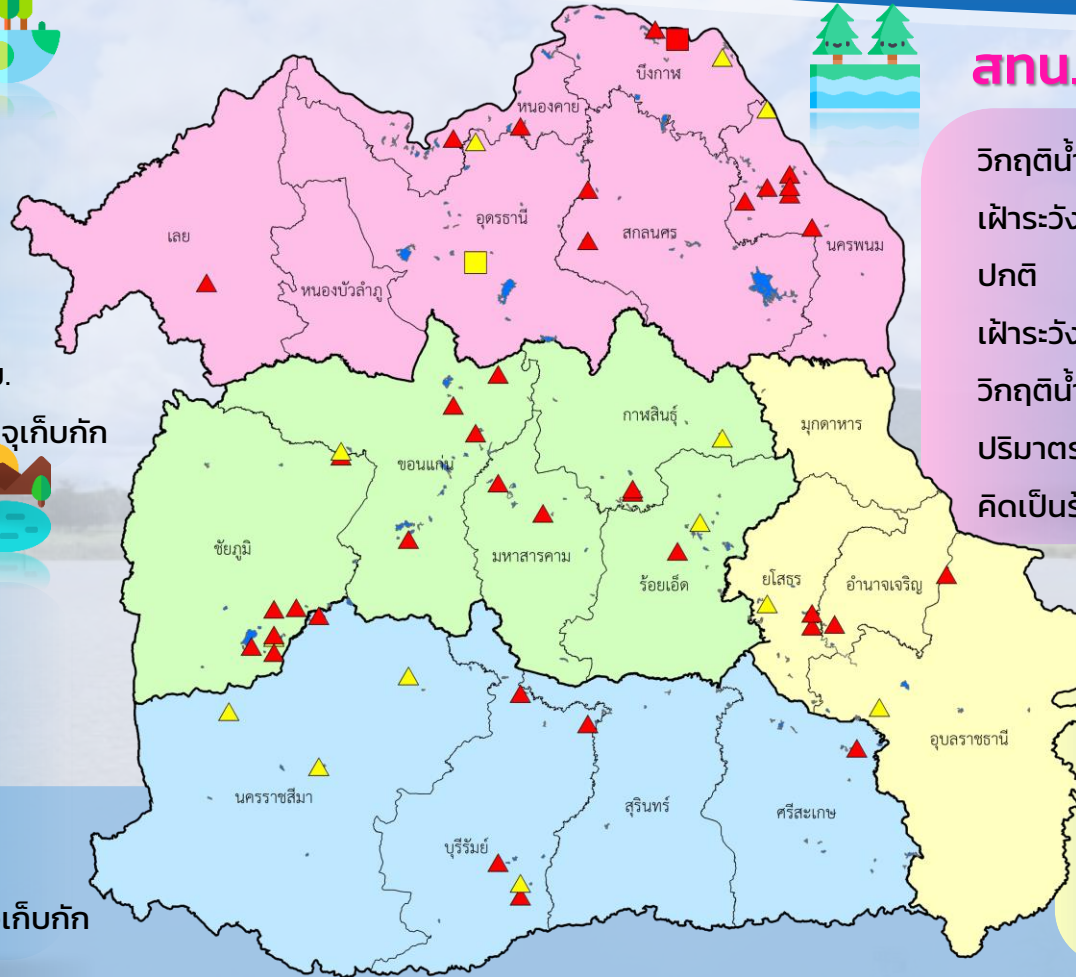 สทน.
วิกฤติน้ำ
เฝ้าระวัง
ปกติ
เฝ้าระวัง
วิกฤติน้ำ
ปริมาตร
คิดเป็นร้
ม.
จุเก็บกัก
เก็บกัก
บึงกาฬ
หนองคาย
อุดรธานี
เลย
สกลนคร
นครพนม
หนองบัวลำภู
กาฬสินธุ์
มุกดาหาร
ขอนแก่น
ชัยภูมิ
มหาสารคาม
ร้อยเอ็ด
ยโสธร
อำนาจเจริญ
อุบลราชธานี
นครราชสีมา
สุรินทร์
ศรีสะเกษ
บุรีรัมย์